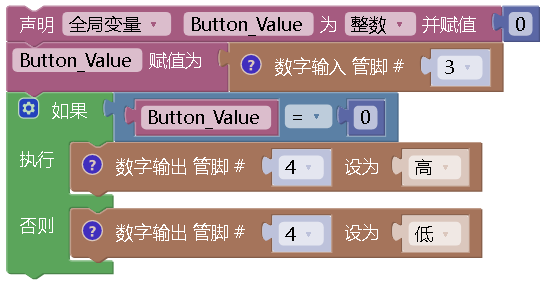 声明 全局变量 Button_Value 为 整数 并赋值 0
Button_Value 赋值为 ? 数字输入 管脚 # 3
如果 Button_Value = 0
执行 ? 数字输出 管脚 # 4 设为 高
否则 ? 数字输出 管脚 # 4 设为 低